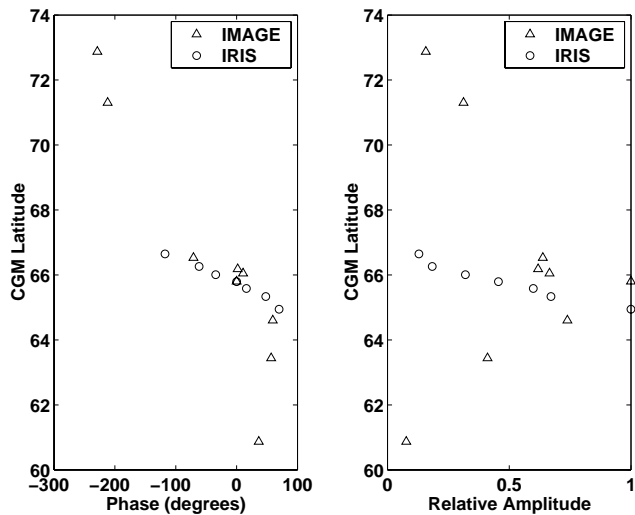 74
72
70
68
66
64
62
60
CGM Latitude
−300 −200 −100 0 100
Phase (degrees)
IMAGE
IRIS
74
72
70
68
66
64
62
60
CGM Latitude
0 0.5 1
Relative Amplitude
IMAGE
IRIS